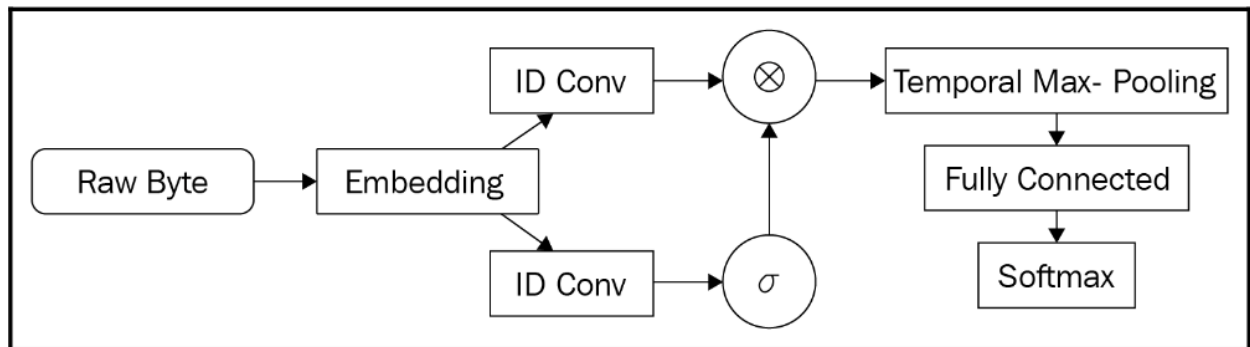 Raw Byte
Embedding
ID Conv
ID Conv
⊗
σ
Temporal Max- Pooling
Fully Connected
Softmax